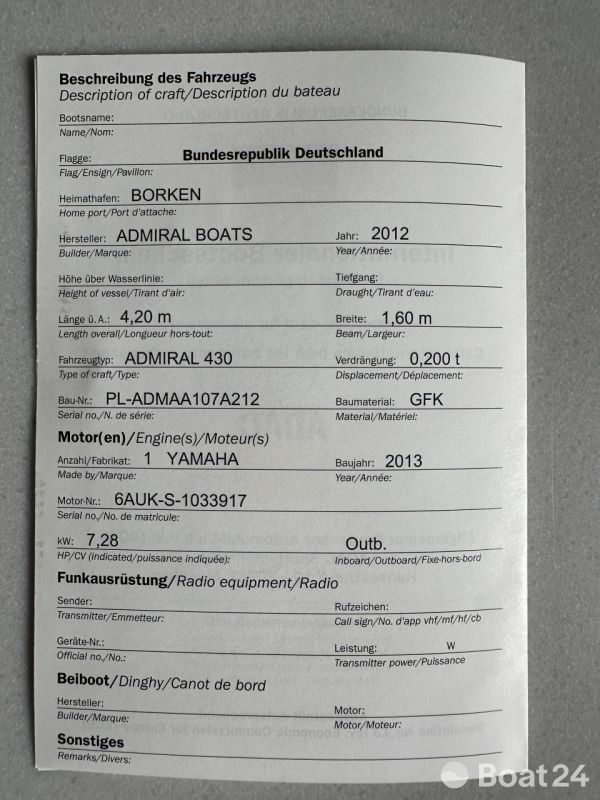 Beschreibung des Fahrzeugs
Description of craft/Description du bateau
Bootsname:
Name/Nom:
Flagge: Bundesrepublik Deutschland
Flag/Ensign/Pavillon:
Heimathafen: BORKEN
Home port/Port d'attache:
Hersteller: ADMIRAL BOATS Jahr: 2012
Builder/Marque: Year/Année:
Höhe über Wasserlinie: Tiefgang:
Height of vessel/Tirant d'air: Draught/Tirant d'eau:
Länge ü.A.: 4,20 m Breite: 1,60 m
Length overall/Longueur hors-tout: Beam/Largeur:
Fahrzeugtyp: ADMIRAL 430 Verdrängung: 0,200 t
Type of craft/Type: Displacement/Déplacement:
Bau-Nr.: PL-ADMAA107A212 Baumaterial: GFK
Serial no./N. de série: Material/Matériel:
Motor(en)/Engine(s)/Moteur(s)
Anzahl/Fabrikat: 1 YAMAHA Baujahr: 2013
Made by/Marque: Year/Année:
Motor-Nr.: 6AUK-S-1033917
Serial no./No. de matricule:
kW: 7,28 Outb.
HP/CV (indicated/puissance indiquée): Inboard/Outboard/Fixe-hors-bord
Funkausrüstung/Radio equipment/Radio
Sender: Rufzeichen:
Transmitter/Emmetteur: Call sign/No. d'app vhf/mf/hf/cb
Geräte-Nr.: Leistung: W
Official no./No.: Transmitter power/Puissance
Beiboot/Dinghy/Canot de bord
Hersteller: Motor:
Builder/Marque: Motor/Moteur:
Sonstiges
Remarks/Divers:
Boat24